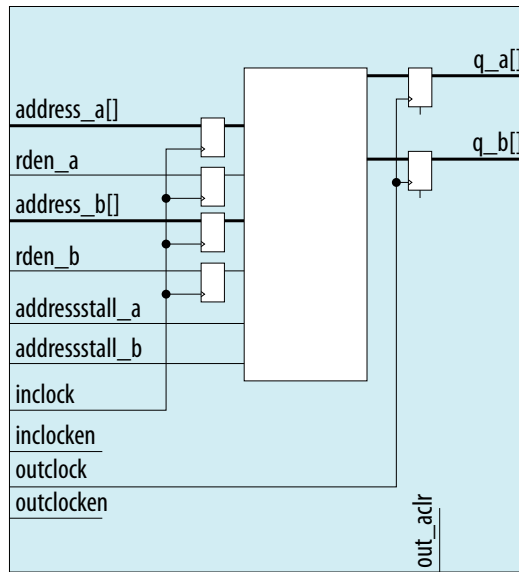 q_a[]
address_a[]
q_b[]
rden_a
address_b[]
rden_b
addressstall_a
addressstall_b
inclock
inclocken
outclock
outclocken
out_aclr